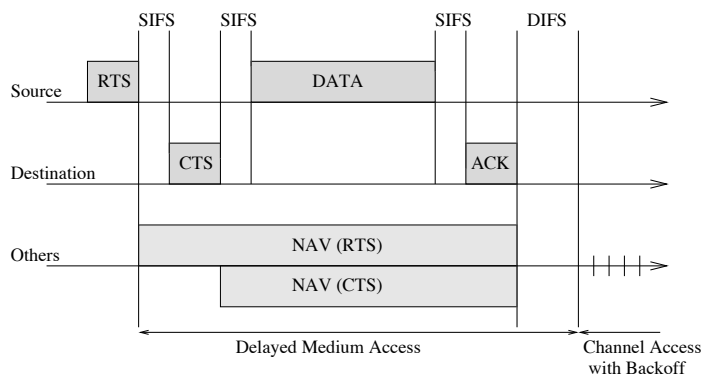 SIFS
SIFS
SIFS
DIFS
Source
RTS
DATA
Destination
CTS
ACK
Others
NAV (RTS)
NAV (CTS)
Delayed Medium Access
Channel Access
with Backoff